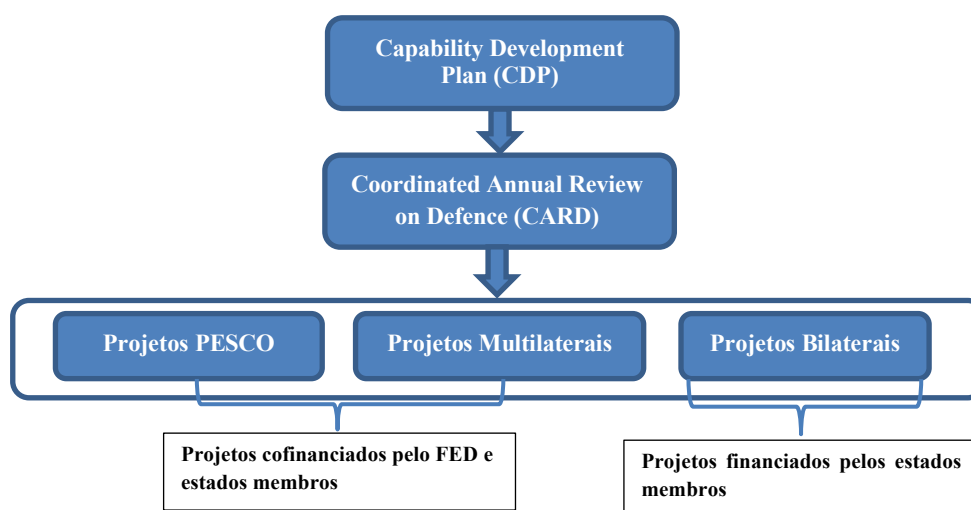 Capability Development
Plan (CDP)
Coordinated Annual Review
on Defence (CARD)
Projetos PESCO
Projetos Multilaterais
Projetos Bilaterais
Projetos cofinanciados pelo FED e
estados membros
Projetos financiados pelos estados
membros